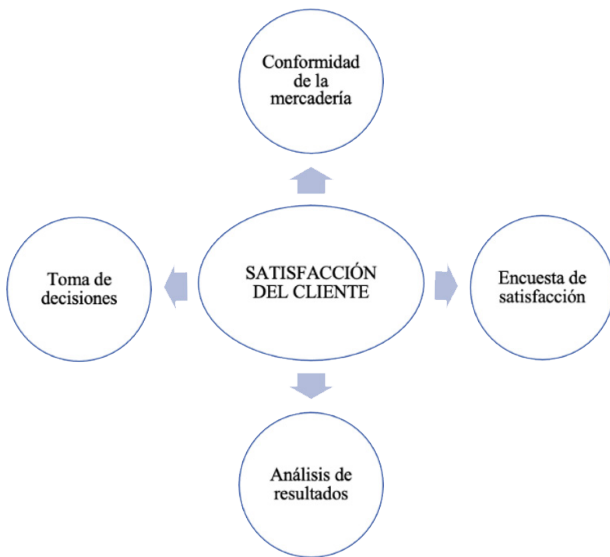 Conformidad
de la
mercadería
Toma de
decisiones
SATISFACCIÓN
DEL CLIENTE
Encuesta de
satisfacción
Análisis de
resultados